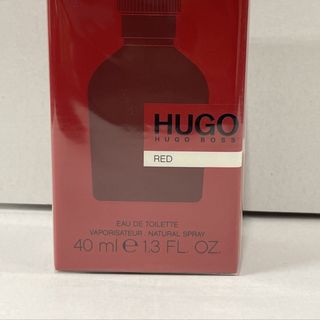 HUGO
HUGO BOSS
RED
EAU DE TOILETTE
VAPORISATEUR . NATURAL SPRAY
40 ml ℮ 1.3 FL. OZ.